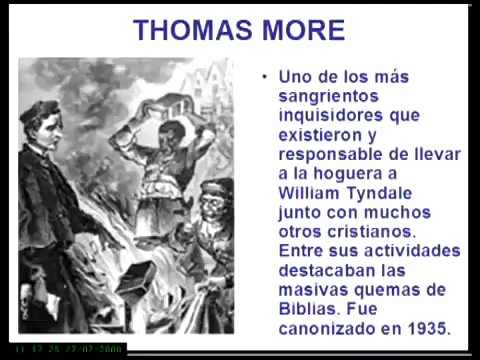 THOMAS MORE
• Uno de los más
sangrientos
inquisidores que
existieron y
responsable de llevar
a la hoguera a
William Tyndale
junto con muchos
otros cristianos.
Entre sus actividades
destacaban las
masivas quemas de
Biblias. Fue
canonizado en 1935.